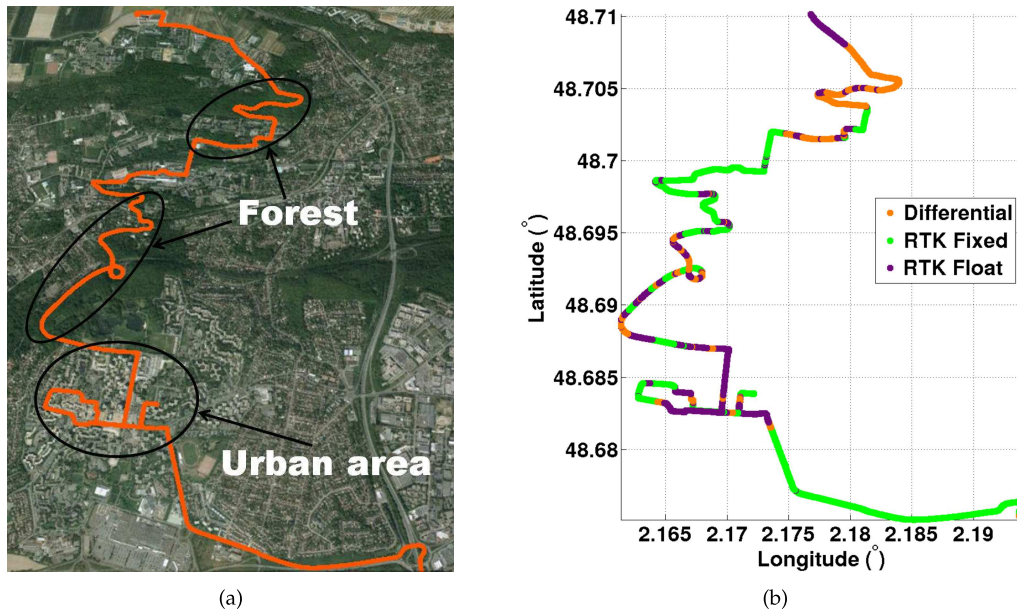 Forest
Urban area
(a)
48.71
48.705
48.7
48.695
48.69
48.685
48.68
Latitude (°)
Differential
RTK Fixed
RTK Float
2.165 2.17 2.175 2.18 2.185 2.19
Longitude (°)
(b)